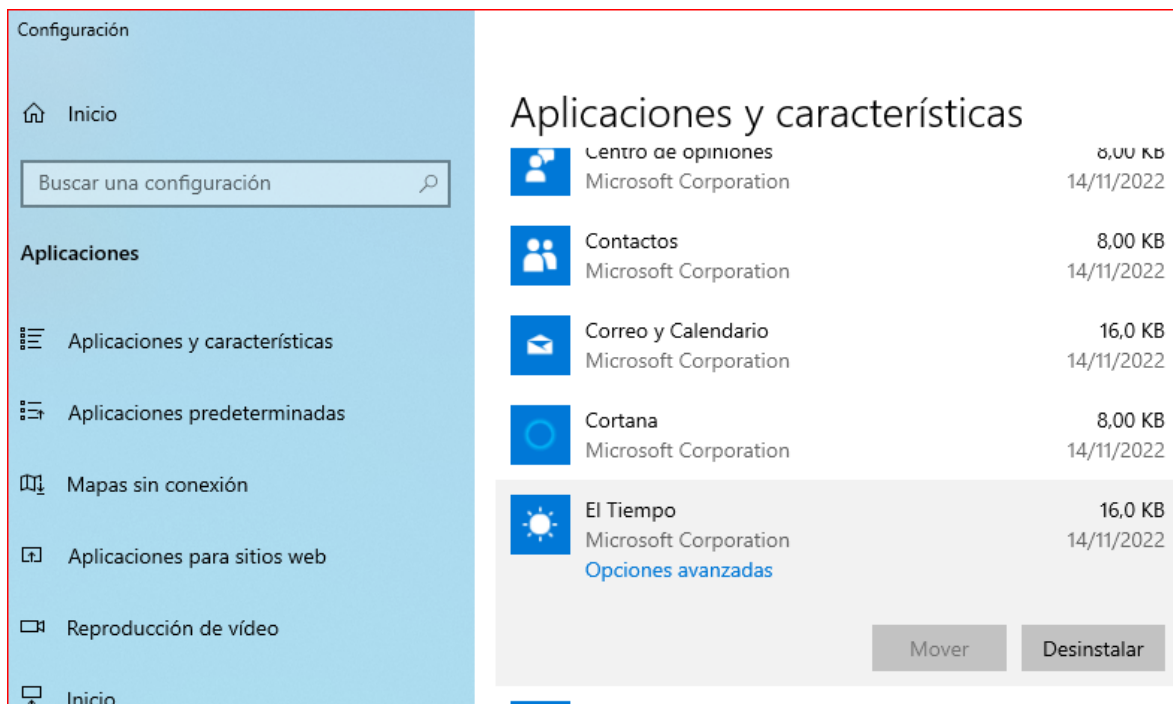 Configuración
Inicio
Buscar una configuración
Aplicaciones
Aplicaciones y características
Aplicaciones predeterminadas
Mapas sin conexión
Aplicaciones para sitios web
Reproducción de vídeo
Inicio
Aplicaciones y características
Centro de opiniones 8,00 KB
Microsoft Corporation 14/11/2022
Contactos 8,00 KB
Microsoft Corporation 14/11/2022
Correo y Calendario 16,0 KB
Microsoft Corporation 14/11/2022
Cortana 8,00 KB
Microsoft Corporation 14/11/2022
El Tiempo 16,0 KB
Microsoft Corporation 14/11/2022
Opciones avanzadas
Mover Desinstalar